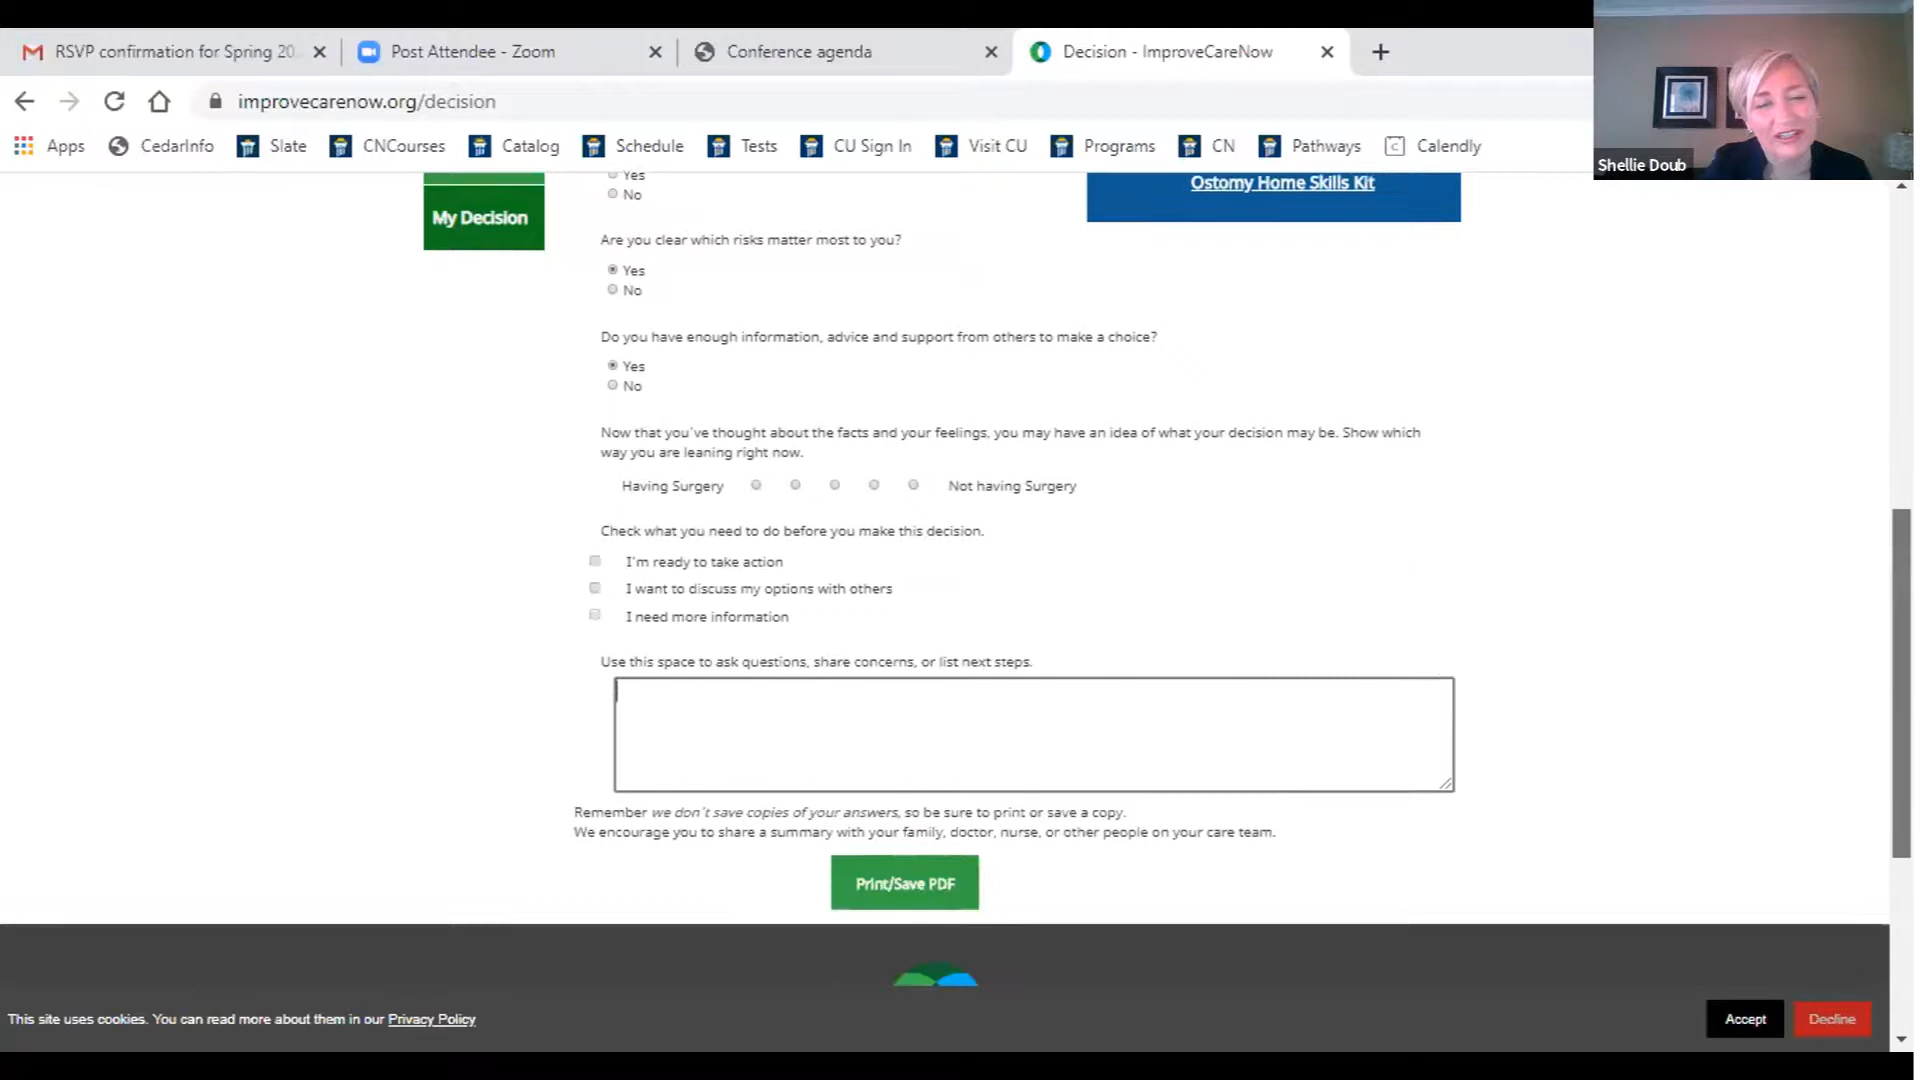 RSVP confirmation for Spring 20
Post Attendee - Zoom
Conference agenda
Decision - ImproveCareNow
improvecarenow.org/decision
Apps
CedarInfo
Slate
CNCourses
Catalog
Schedule
Tests
CU Sign In
Visit CU
Programs
CN
Pathways
Calendly
Shellie Doub
Yes
No
Ostomy Home Skills Kit
My Decision
Are you clear which risks matter most to you?
Yes
No
Do you have enough information, advice and support from others to make a choice?
Yes
No
Now that you've thought about the facts and your feelings, you may have an idea of what your decision may be. Show which
way you are leaning right now.
Having Surgery
Not having Surgery
Check what you need to do before you make this decision.
I'm ready to take action
I want to discuss my options with others
I need more information
Use this space to ask questions, share concerns, or list next steps.
Remember we don't save copies of your answers, so be sure to print or save a copy.
We encourage you to share a summary with your family, doctor, nurse, or other people on your care team.
Print/Save PDF
This site uses cookies. You can read more about them in our Privacy Policy
Accept
Decline